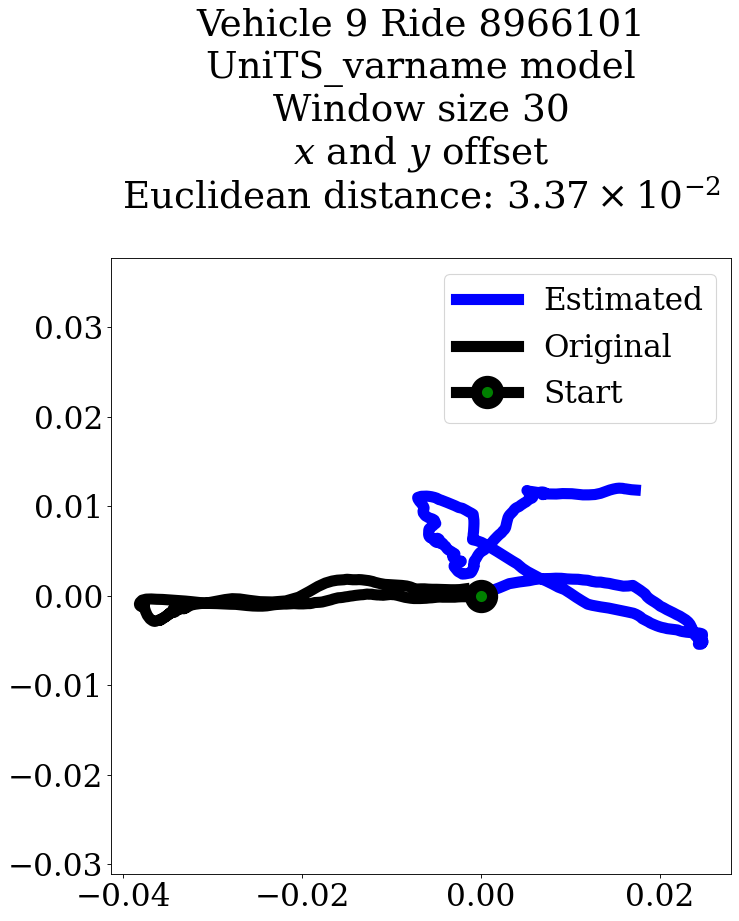 Vehicle 9 Ride 8966101
UniTS_varname model
Window size 30
x and y offset
Euclidean distance: 3.37 × 10⁻²
Estimated
Original
Start
0.03
0.02
0.01
0.00
−0.01
−0.02
−0.03
−0.04 −0.02 0.00 0.02